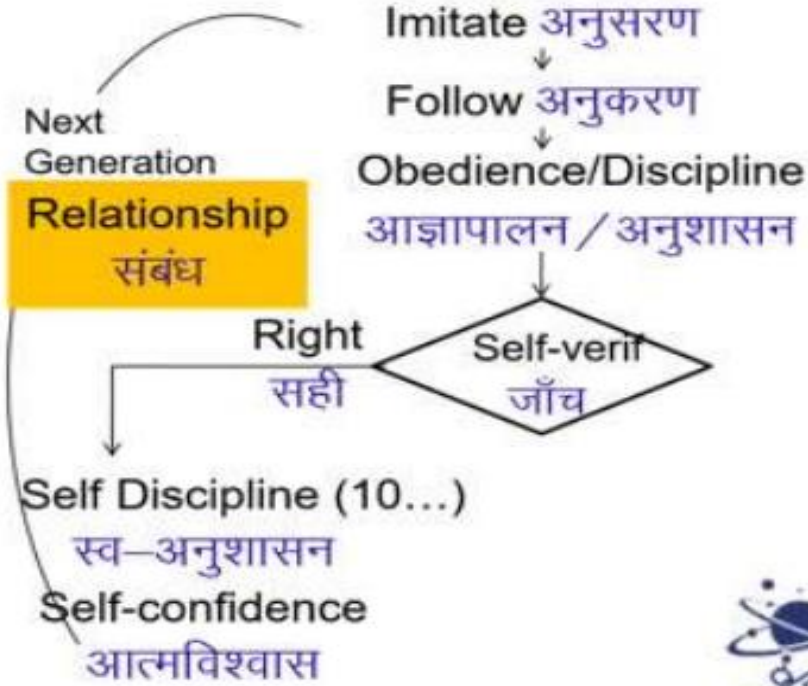 Imitate अनुसरण
Follow अनुकरण
Obedience/Discipline
आज्ञापालन / अनुशासन
Next
Generation
Relationship
संबंध
Self-verif
जाँच
Right
सही
Self Discipline (10...)
स्व–अनुशासन
Self-confidence
आत्मविश्वास